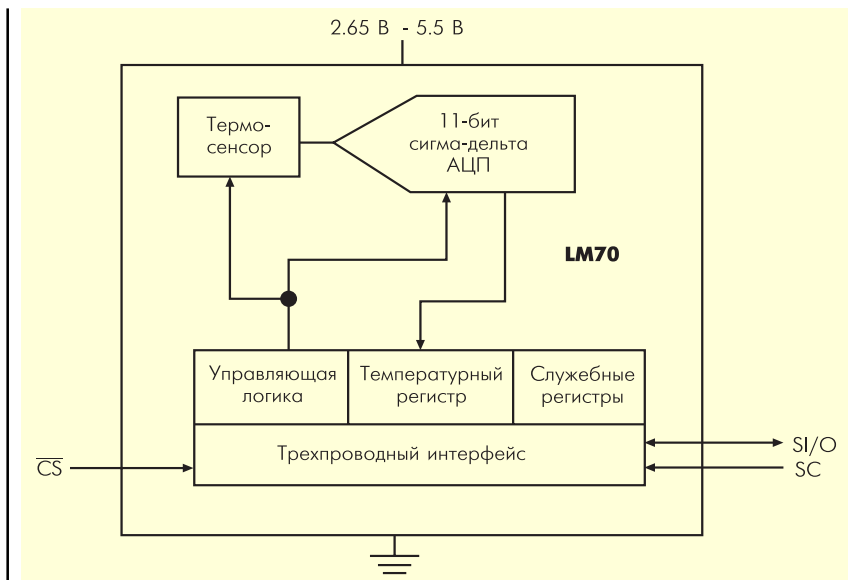 2.65 В - 5.5 В
Термо-
сенсор
11-бит
сигма-дельта
АЦП
LM70
Управляющая
логика
Температурный
регистр
Служебные
регистры
Трехпроводный интерфейс
CS
SI/O
SC